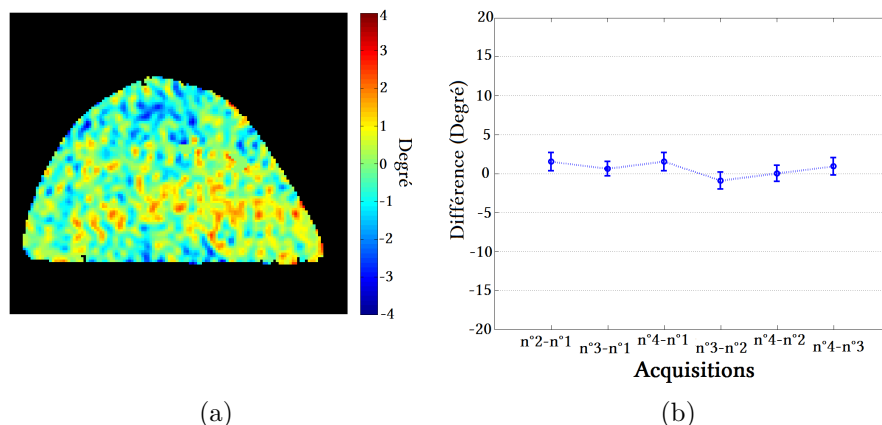 4
3
2
1
0
-1
-2
-3
-4
Degré
20
15
10
5
0
-5
-10
-15
-20
Différence (Degré)
n°2-n°1
n°3-n°1
n°4-n°1
n°3-n°2
n°4-n°2
n°4-n°3
Acquisitions
(a)
(b)